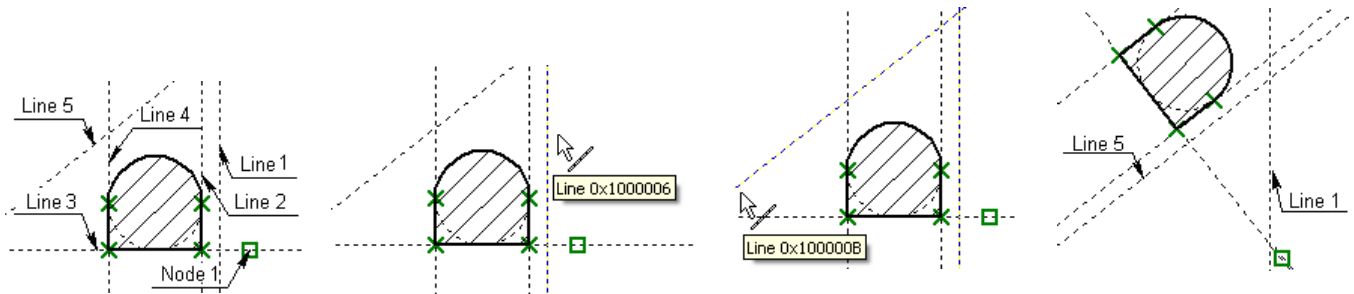 Line 5
Line 4
Line 1
Line 3
Line 2
Node 1
Line 0x1000006
Line 0x100000B
Line 5
Line 1